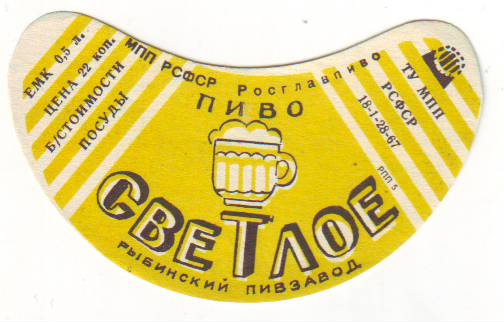 ЕМК 0,5 л.
ЦЕНА 22 коп.
Б/СТОИМОСТИ
ПОСУДЫ
МПП РСФСР Росглавпиво
ТУ МПП
РСФСР
18-1-28-67
РПП 5
ПИВО
СВЕТЛОЕ
РЫБИНСКИЙ ПИВЗАВОД